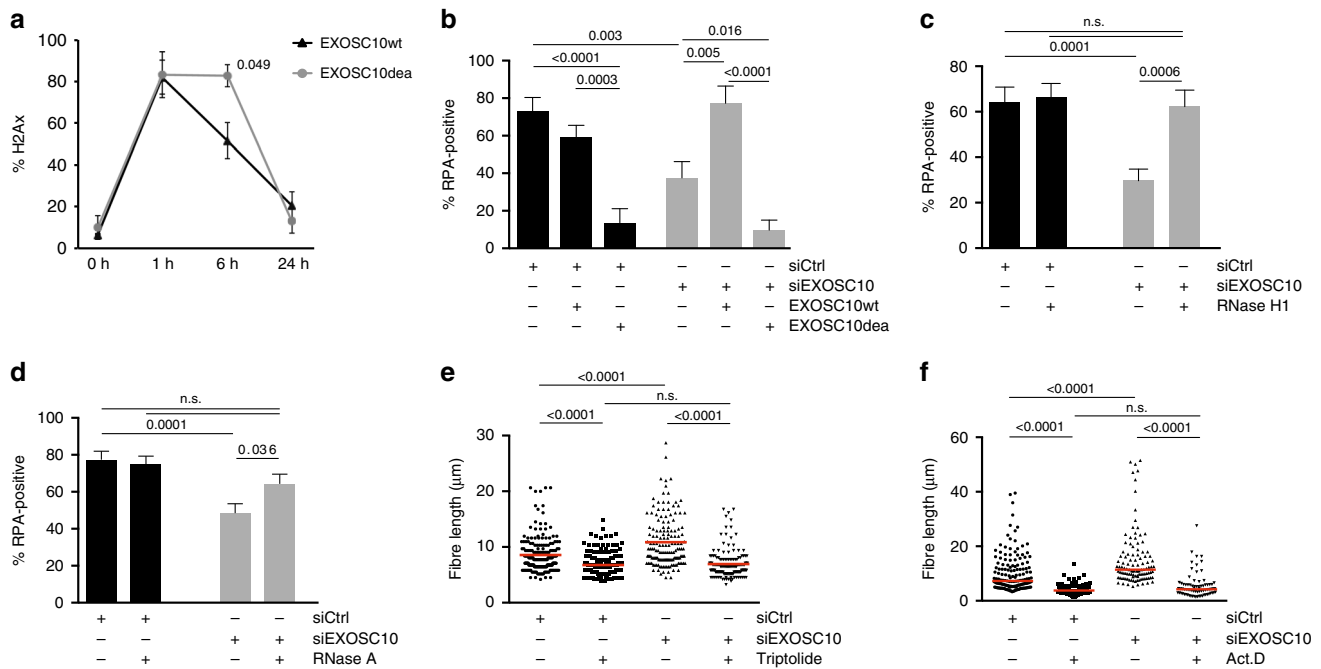 a
100
80
60
40
20
0
% H2Ax
0 h 1 h 6 h 24 h
0.049
EXOSC10wt
EXOSC10dea
b
0.003
0.016
<0.0001
0.005
0.0003
<0.0001
100
80
60
40
20
0
% RPA-positive
+ + + – – – siCtrl
– – – + + + siEXOSC10
– + – – + – EXOSC10wt
– – + – – + EXOSC10dea
c
n.s.
0.0001
0.0006
80
60
40
20
0
% RPA-positive
+ + – – siCtrl
– – + + siEXOSC10
– + – + RNase H1
d
n.s.
0.0001
0.036
100
80
60
40
20
0
% RPA-positive
+ + – – siCtrl
– – + + siEXOSC10
– + – + RNase A
e
<0.0001
n.s.
<0.0001 <0.0001
30
20
10
0
Fibre length (μm)
+ + – – siCtrl
– – + + siEXOSC10
– + – + Triptolide
f
<0.0001
n.s.
<0.0001 <0.0001
60
40
20
0
Fibre length (μm)
+ + – – siCtrl
– – + + siEXOSC10
– + – + Act.D